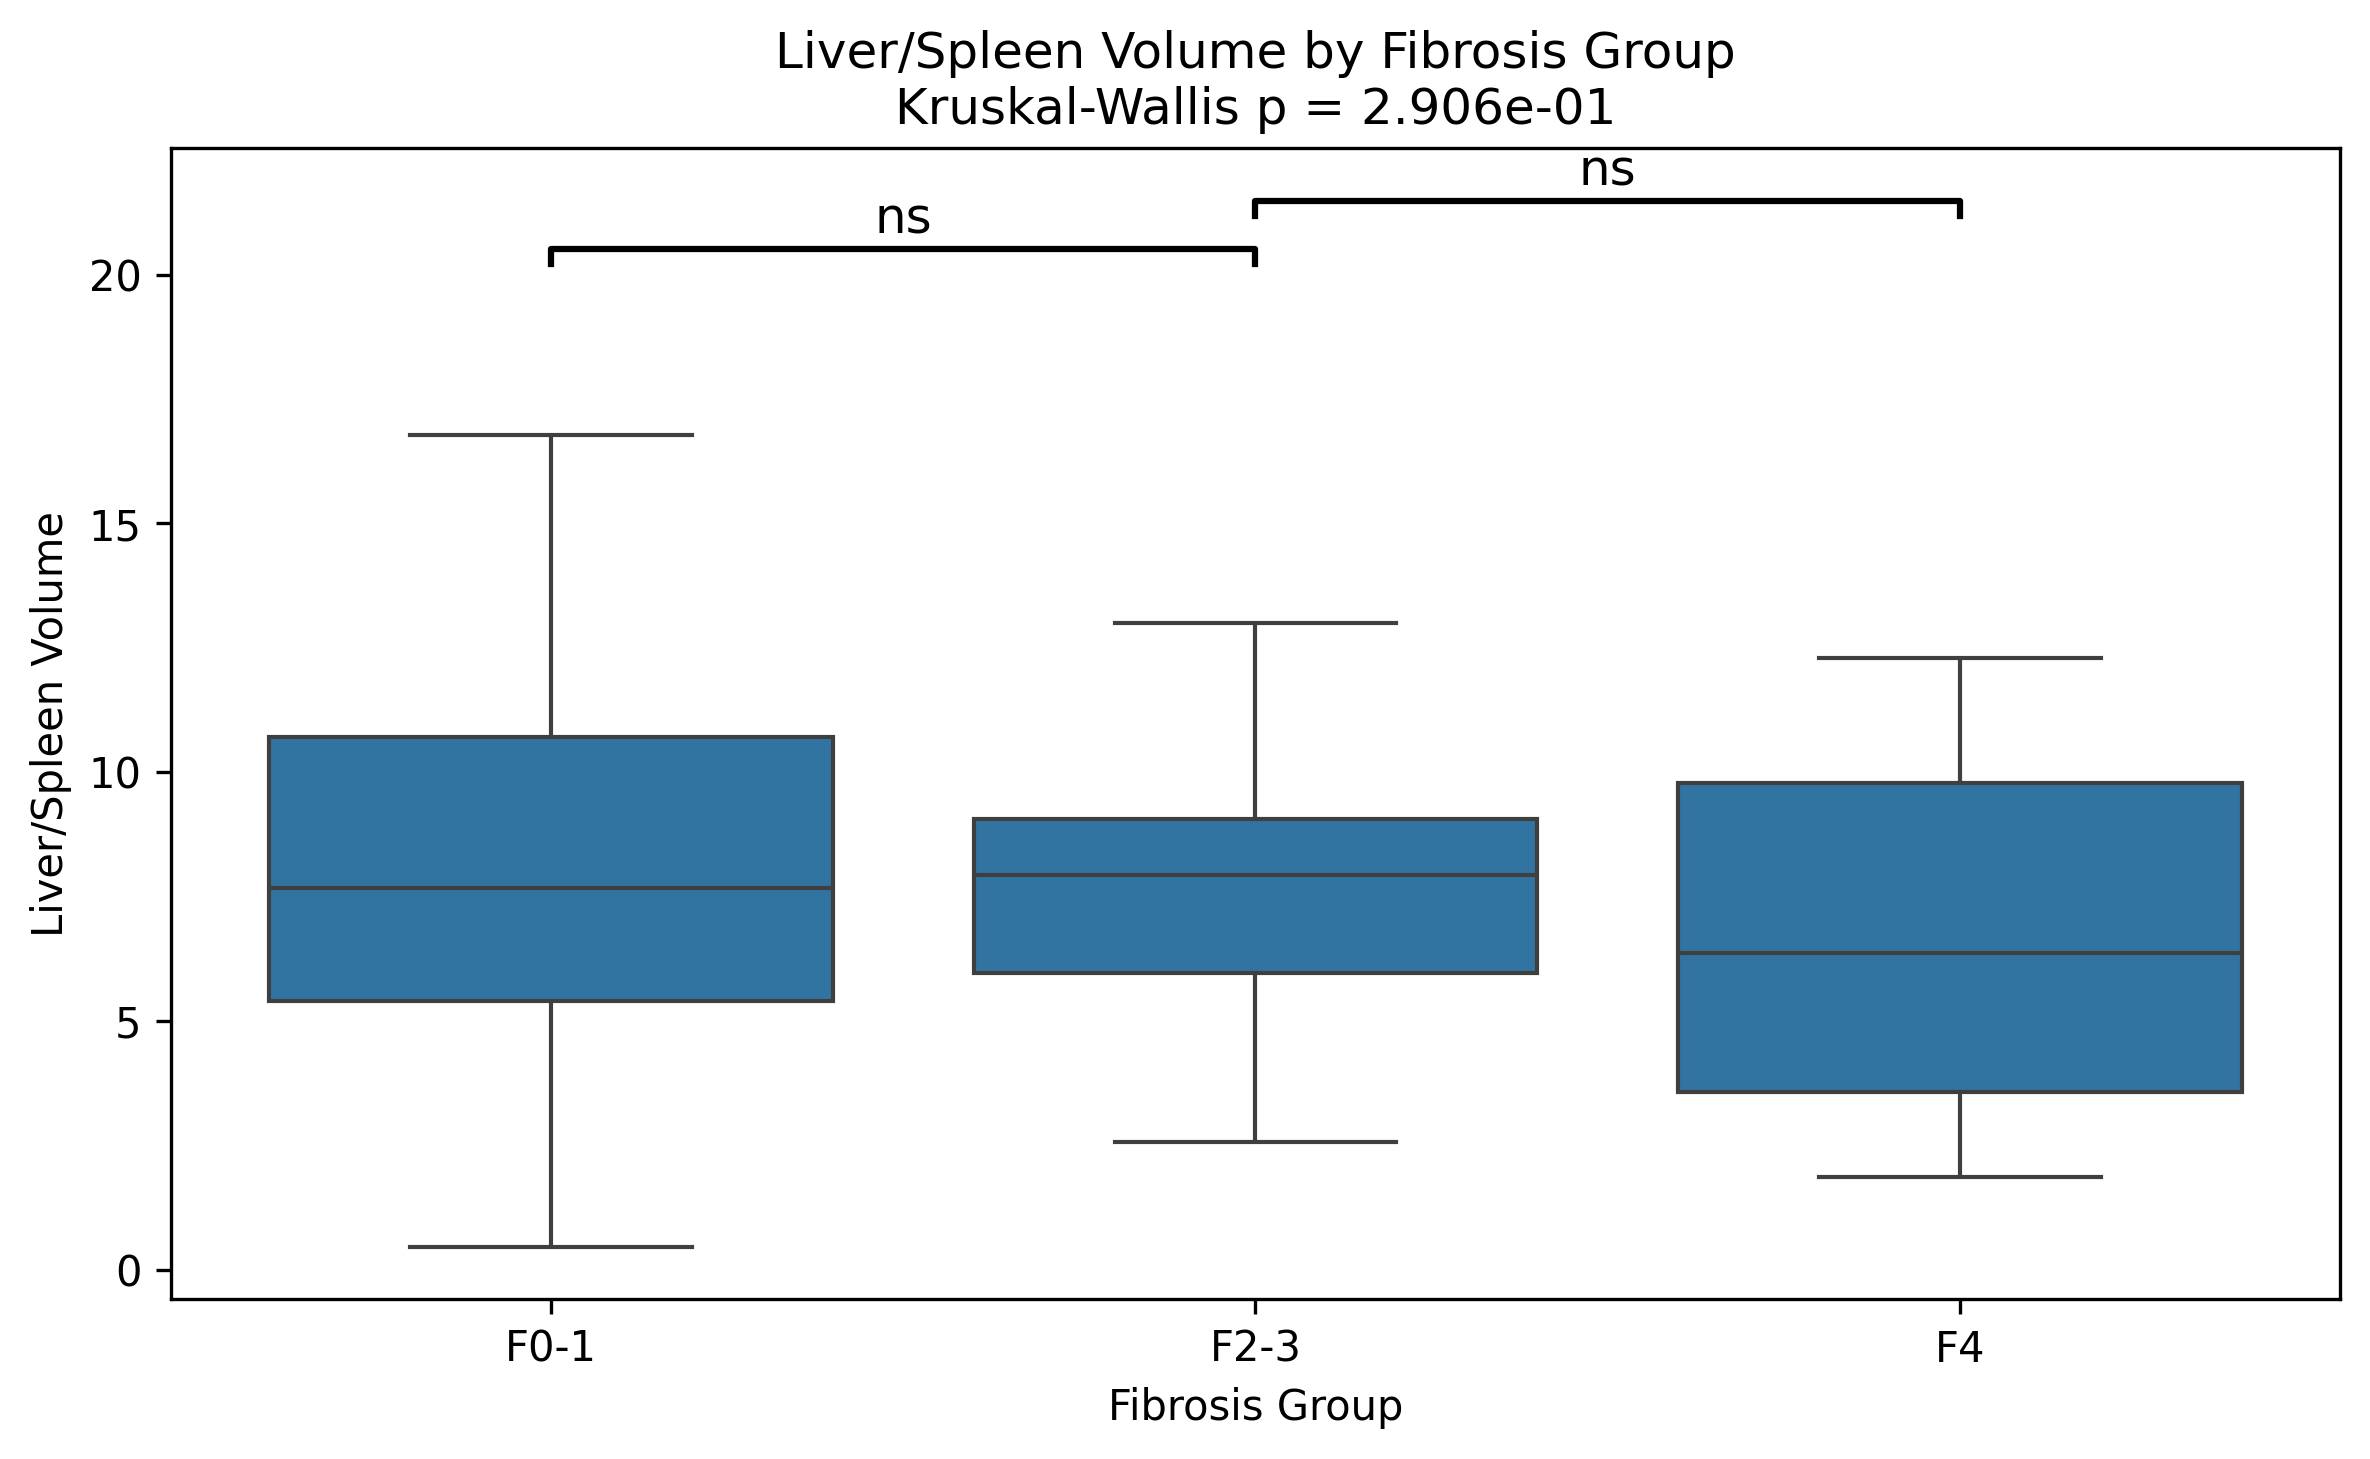 Liver/Spleen Volume by Fibrosis Group
Kruskal-Wallis p = 2.906e-01
ns
ns
20
15
10
5
0
Liver/Spleen Volume
F0-1
F2-3
F4
Fibrosis Group